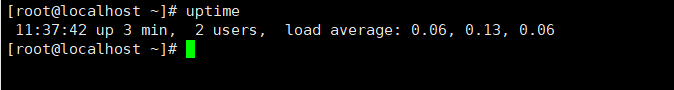 [root@localhost ~]# uptime
 11:37:42 up 3 min,  2 users,  load average: 0.06, 0.13, 0.06
[root@localhost ~]#